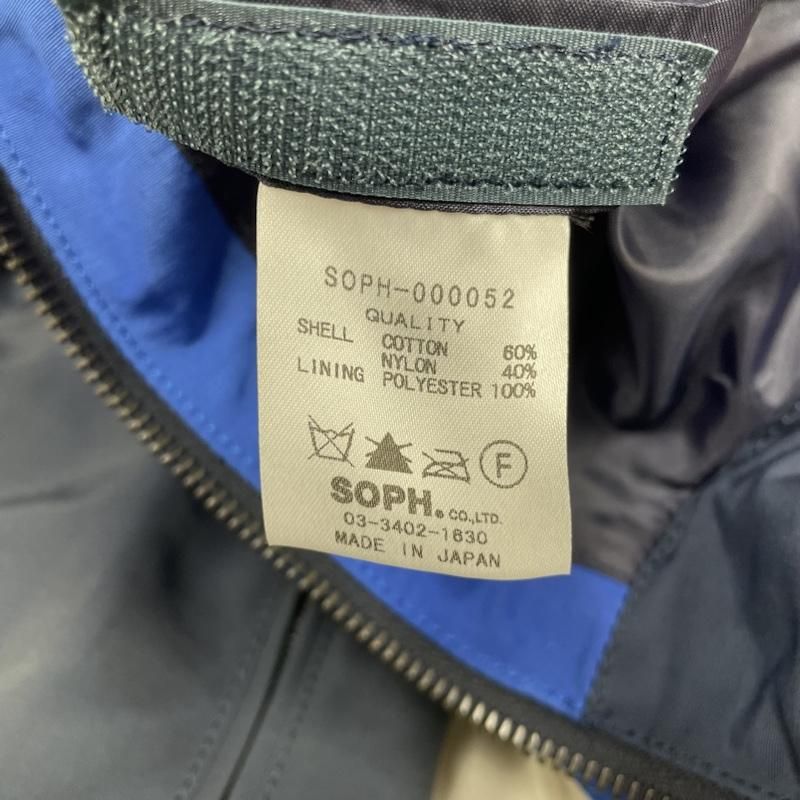 SOPH-000052
QUALITY
SHELL COTTON 60%
NYLON 40%
LINING POLYESTER 100%
F
SOPH. CO.,LTD.
03-3402-1630
MADE IN JAPAN